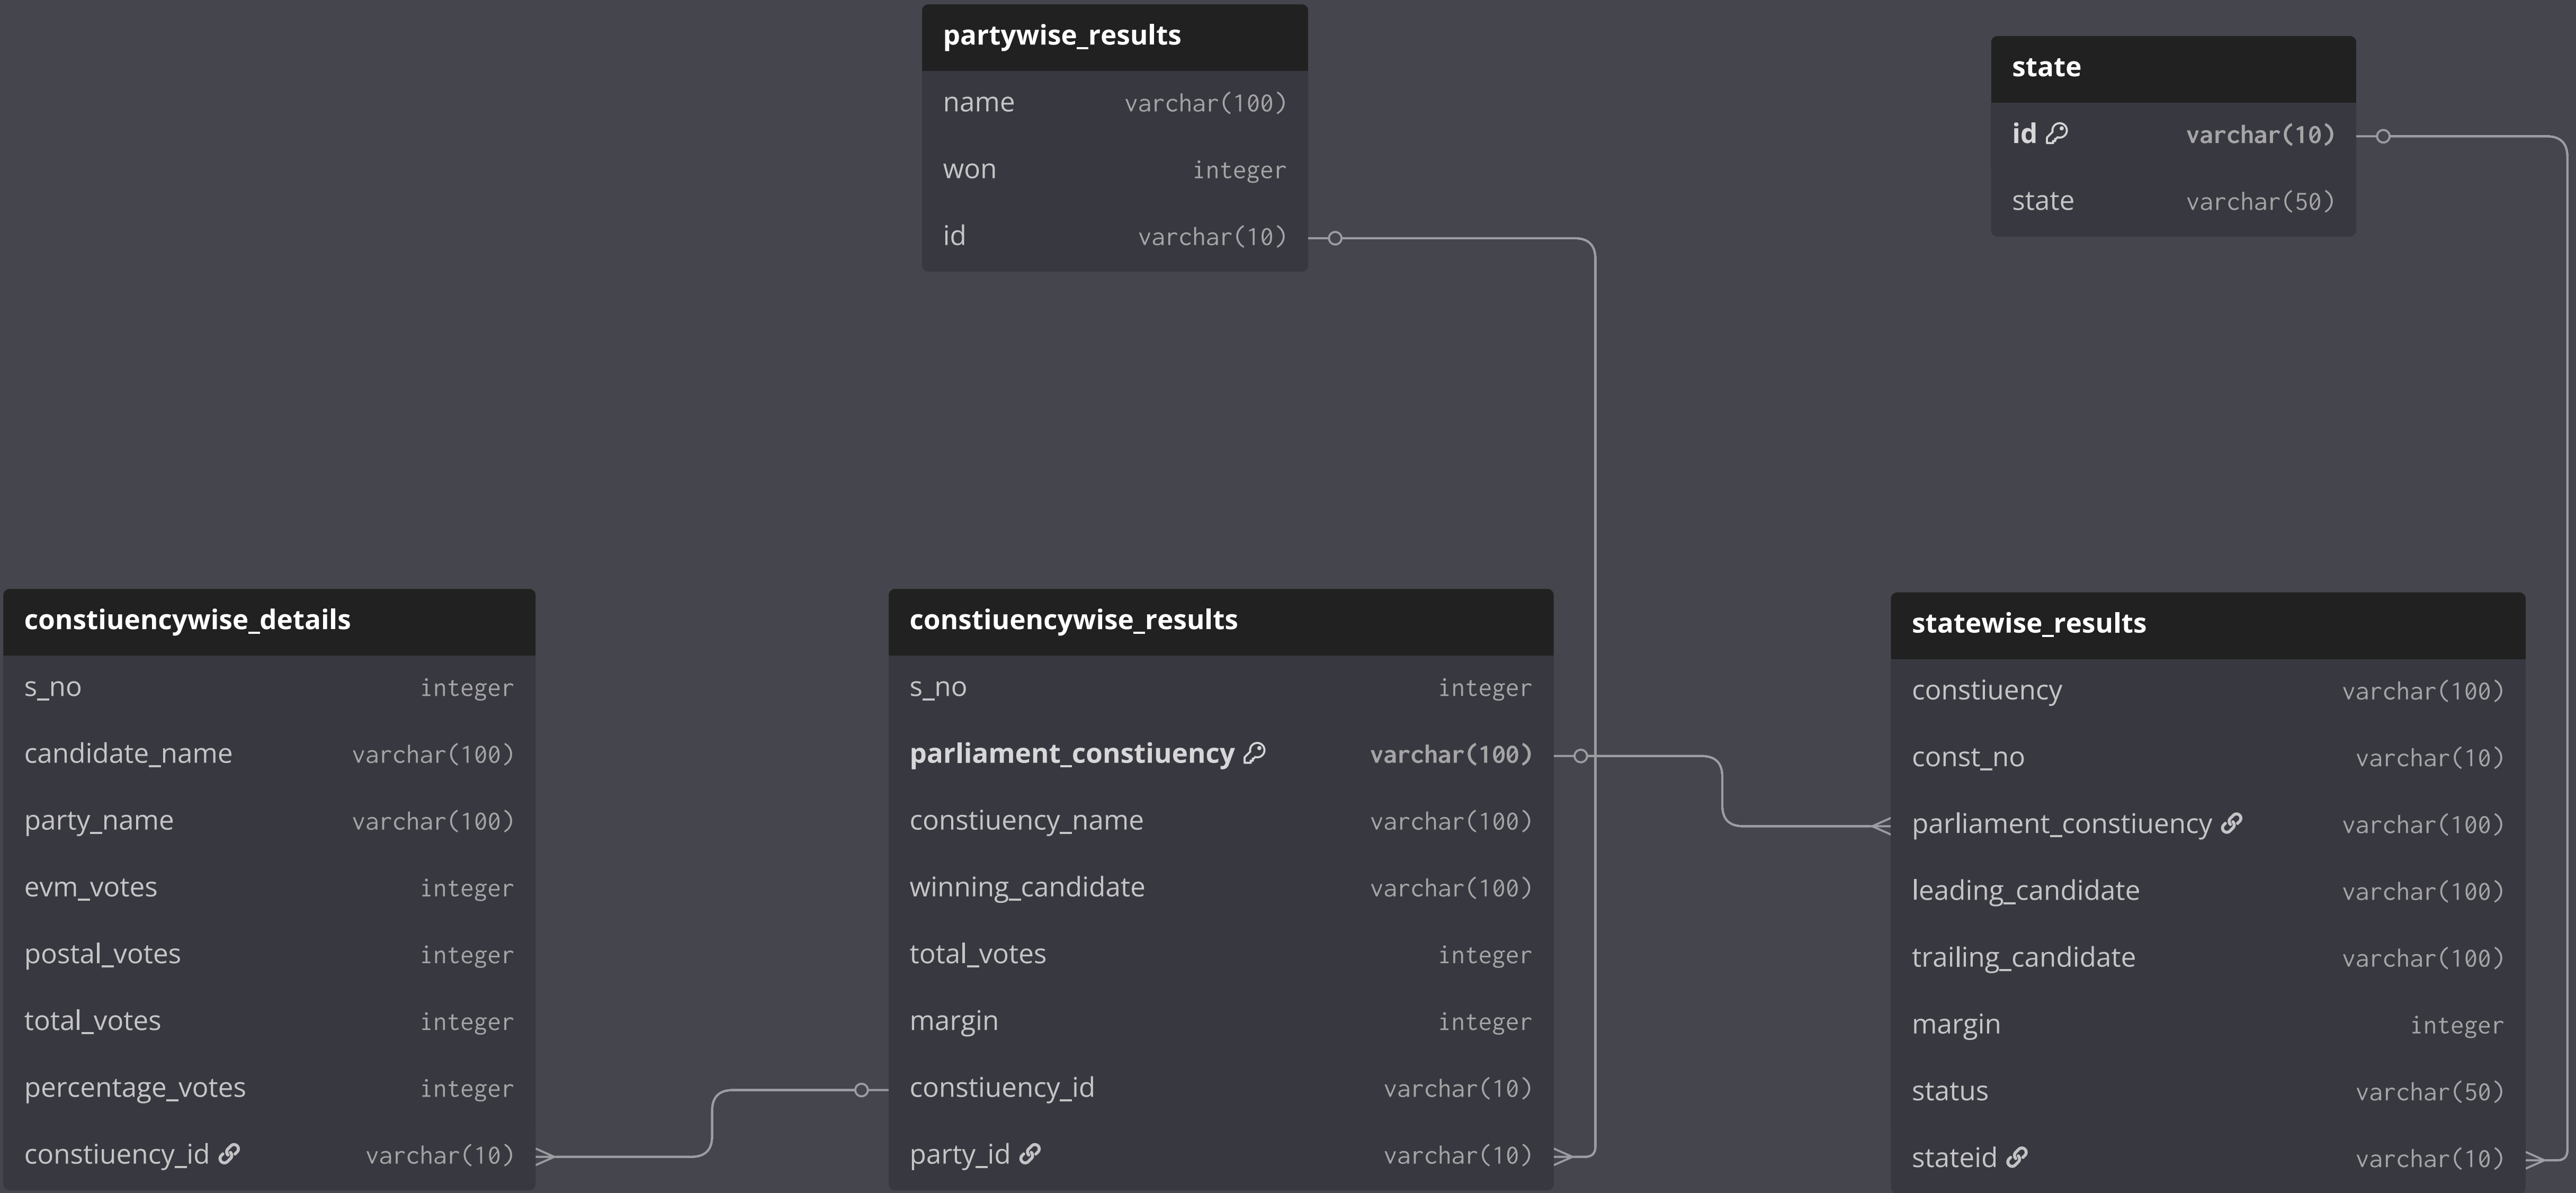 partywise_results
name varchar(100)
won integer
id varchar(10)
state
id varchar(10)
state varchar(50)
constiuencywise_details
s_no integer
candidate_name varchar(100)
party_name varchar(100)
evm_votes integer
postal_votes integer
total_votes integer
percentage_votes integer
constiuency_id varchar(10)
constiuencywise_results
s_no integer
parliament_constiuency varchar(100)
constiuency_name varchar(100)
winning_candidate varchar(100)
total_votes integer
margin integer
constiuency_id varchar(10)
party_id varchar(10)
statewise_results
constiuency varchar(100)
const_no varchar(10)
parliament_constiuency varchar(100)
leading_candidate varchar(100)
trailing_candidate varchar(100)
margin integer
status varchar(50)
stateid varchar(10)